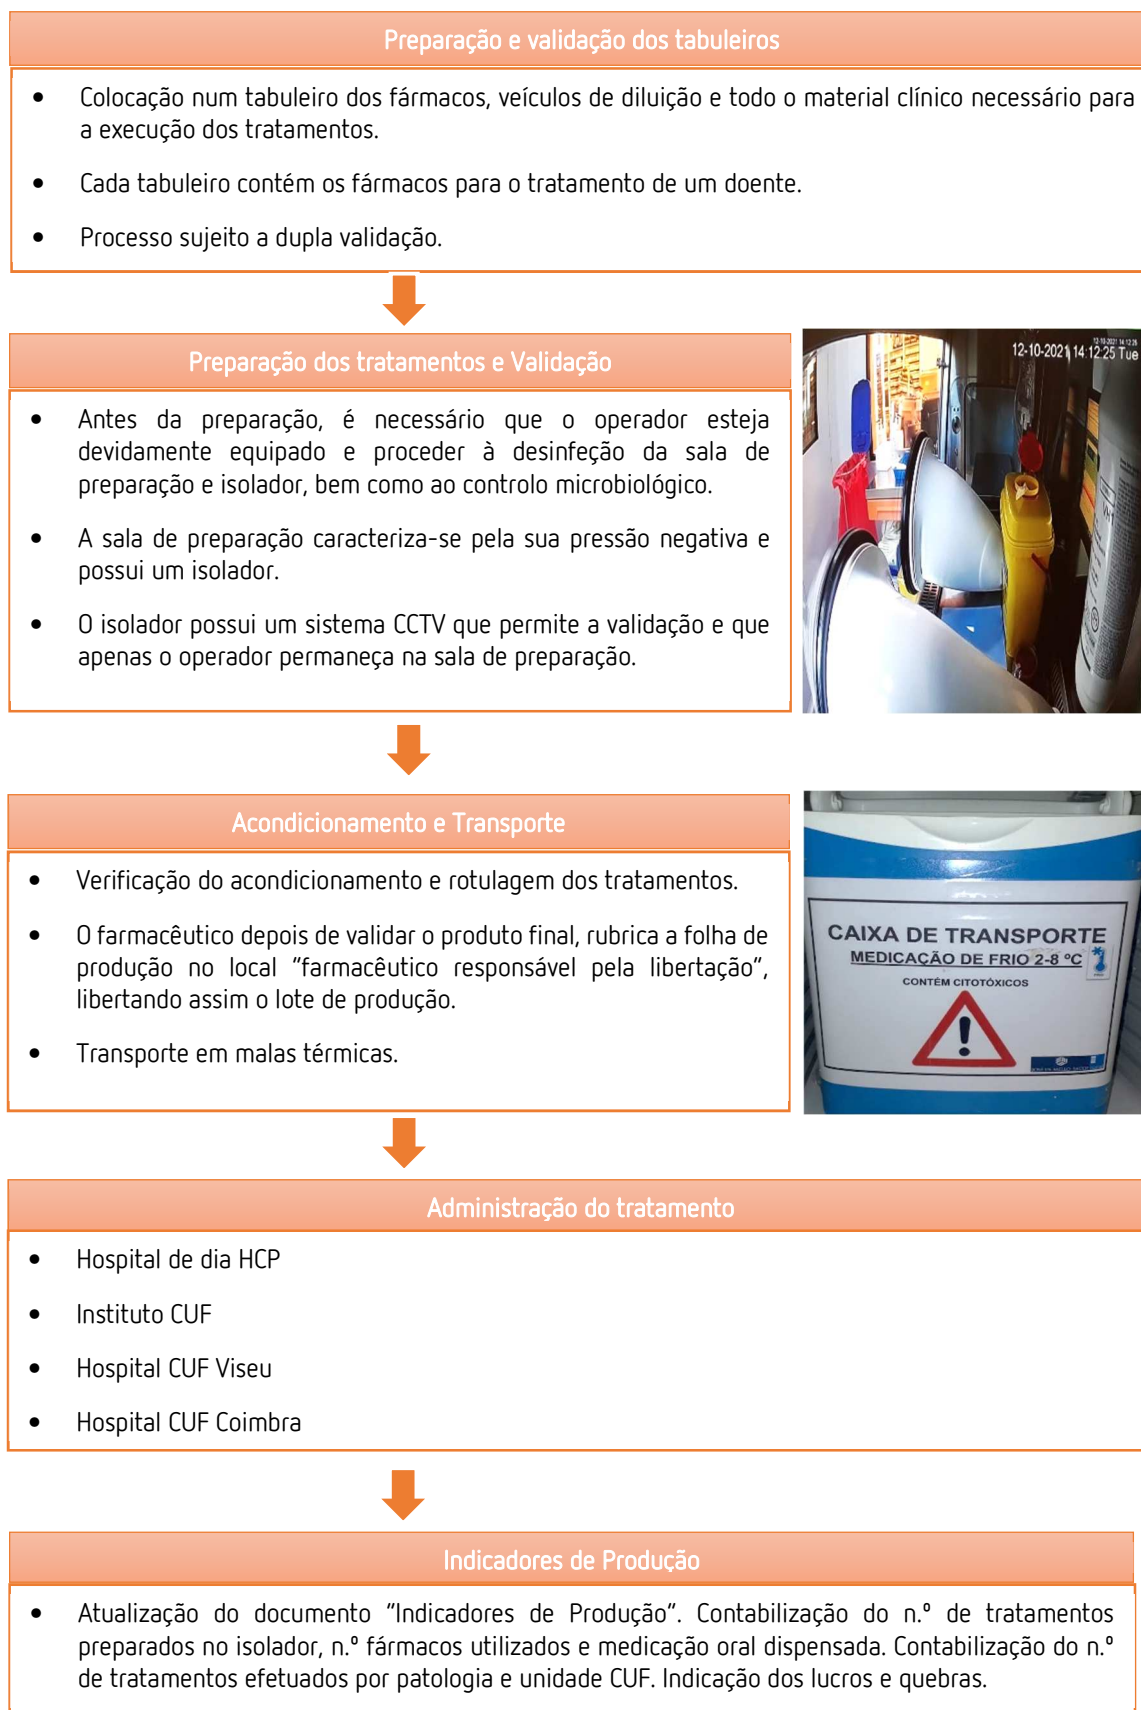 Preparação e validação dos tabuleiros
• Colocação num tabuleiro dos fármacos, veículos de diluição e todo o material clínico necessário para
a execução dos tratamentos.
• Cada tabuleiro contém os fármacos para o tratamento de um doente.
• Processo sujeito a dupla validação.
Preparação dos tratamentos e Validação
• Antes da preparação, é necessário que o operador esteja
devidamente equipado e proceder à desinfeção da sala de
preparação e isolador, bem como ao controlo microbiológico.
• A sala de preparação caracteriza-se pela sua pressão negativa e
possui um isolador.
• O isolador possui um sistema CCTV que permite a validação e que
apenas o operador permaneça na sala de preparação.
12-10-2021 14:12:25
12-10-2021 14:12:25 Tue
Acondicionamento e Transporte
• Verificação do acondicionamento e rotulagem dos tratamentos.
• O farmacêutico depois de validar o produto final, rubrica a folha de
produção no local "farmacêutico responsável pela libertação",
libertando assim o lote de produção.
• Transporte em malas térmicas.
CAIXA DE TRANSPORTE
MEDICAÇÃO DE FRIO 2-8 ºC
CONTÉM CITOTÓXICOS
Administração do tratamento
• Hospital de dia HCP
• Instituto CUF
• Hospital CUF Viseu
• Hospital CUF Coimbra
Indicadores de Produção
• Atualização do documento "Indicadores de Produção". Contabilização do n.º de tratamentos
preparados no isolador, n.º fármacos utilizados e medicação oral dispensada. Contabilização do n.º
de tratamentos efetuados por patologia e unidade CUF. Indicação dos lucros e quebras.